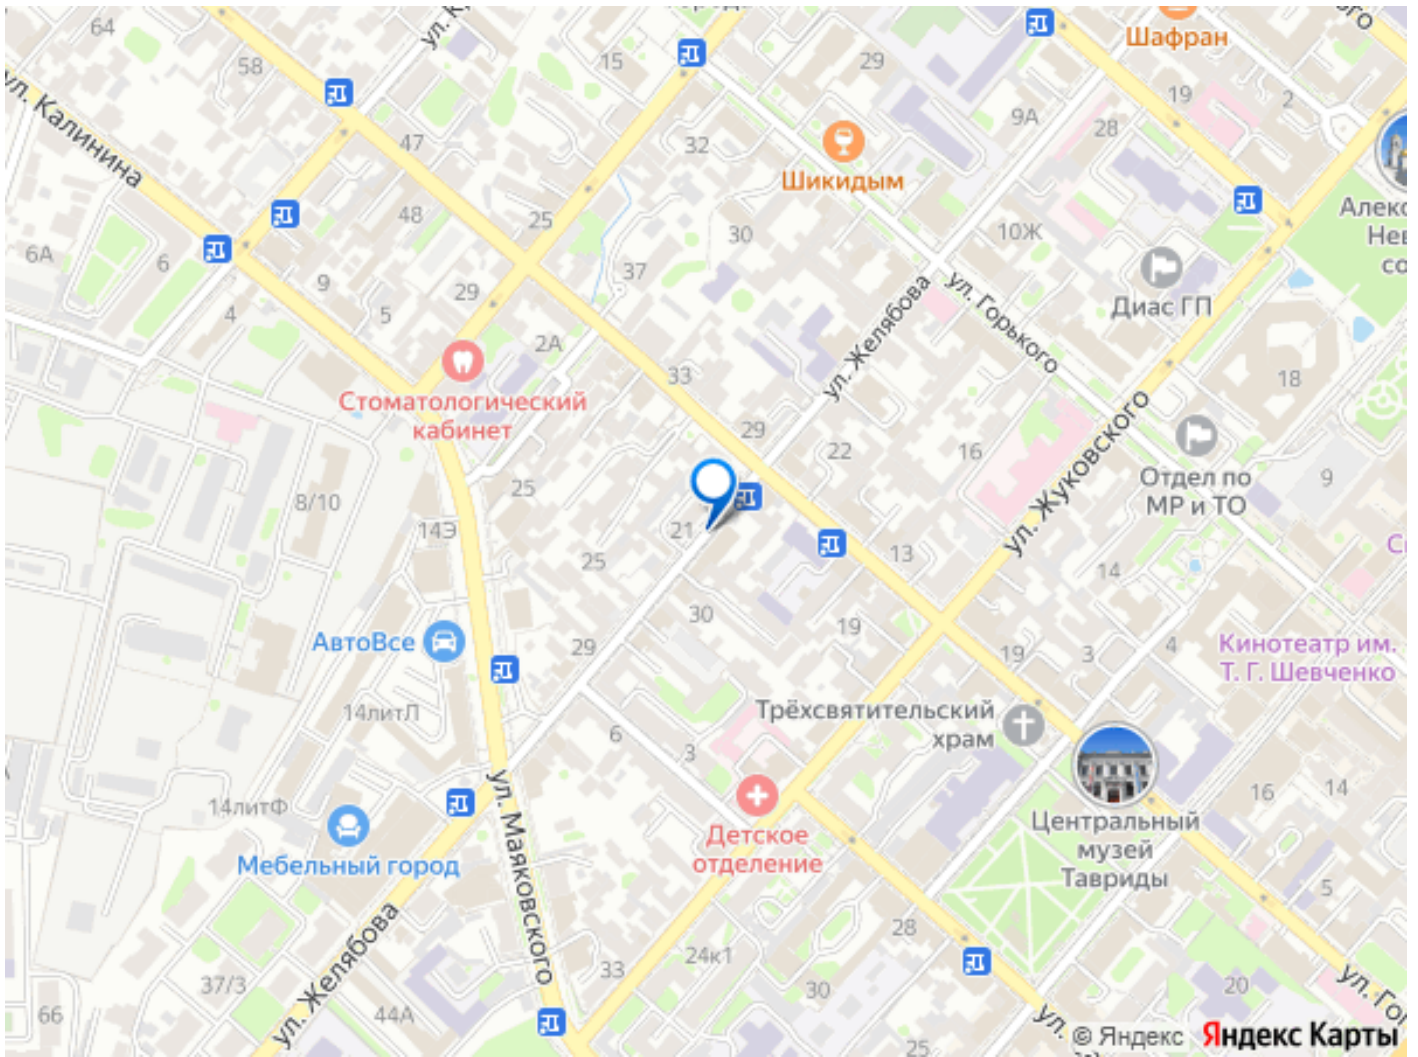 64
58
15
29
Шафран
9А
19
2
28
ул. Калинина
47
32
Шикидым
48
25
30
10Ж
6А
6
9
37
Диас ГП
4
5
29
2А
ул. Желябова
ул. Горького
33
18
Стоматологический
кабинет
29
22
16
ул. Жуковского
Отдел по
МР и ТО
9
8/10
25
14Э
21
13
25
14
30
19
АвтоВсе
29
19
3
4
Кинотеатр им.
Т. Г. Шевченко
14литЛ
6
3
Трёхсвятительский
храм
14литФ
ул. Маяковского
16
14
Мебельный город
Детское
отделение
Центральный
музей
Тавриды
5
ул. Желябова
28
24к1
33
37/3
30
20
66
44А
25
ул.
© Яндекс
Яндекс Карты